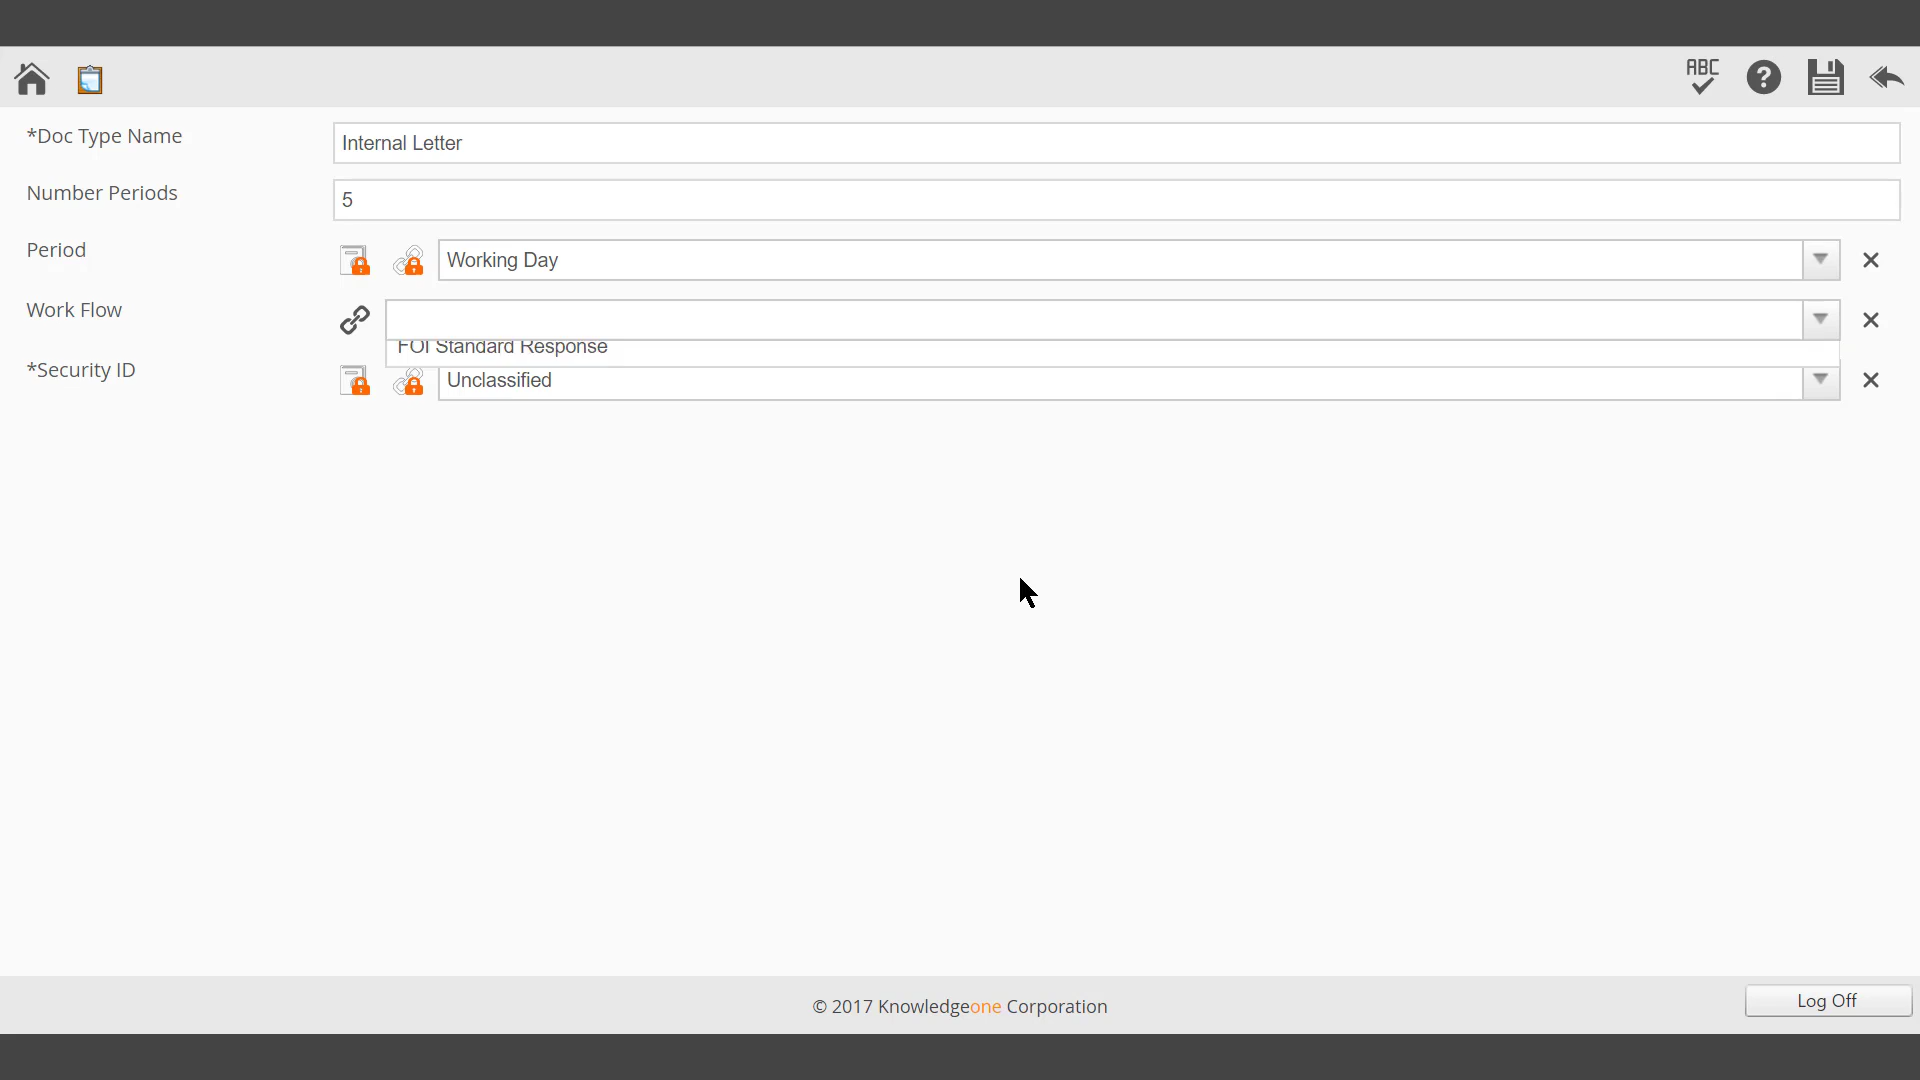 ABC
*Doc Type Name
Internal Letter
Number Periods
5
Period
Working Day
Work Flow
FOI Standard Response
*Security ID
Unclassified
© 2017 Knowledgeone Corporation
Log Off